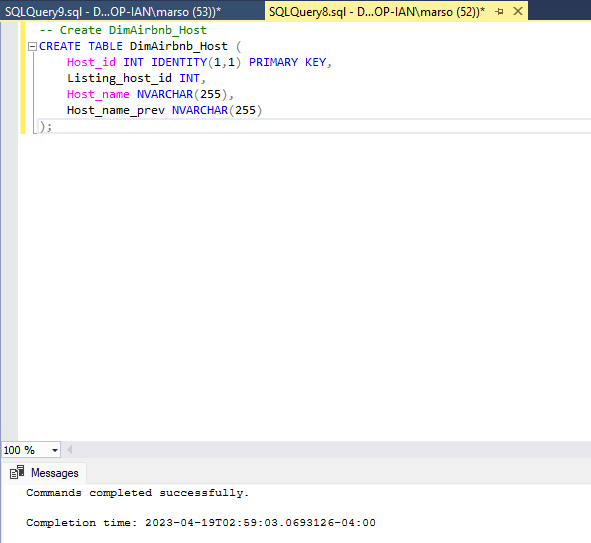 SQLQuery9.sql - D...OP-IAN\marso (53))*
SQLQuery8.sql - D...OP-IAN\marso (52))*
-- Create DimAirbnb_Host
CREATE TABLE DimAirbnb_Host (
Host_id INT IDENTITY(1,1) PRIMARY KEY,
Listing_host_id INT,
Host_name NVARCHAR(255),
Host_name_prev NVARCHAR(255)
);
100 %
Messages
Commands completed successfully.
Completion time: 2023-04-19T02:59:03.0693126-04:00